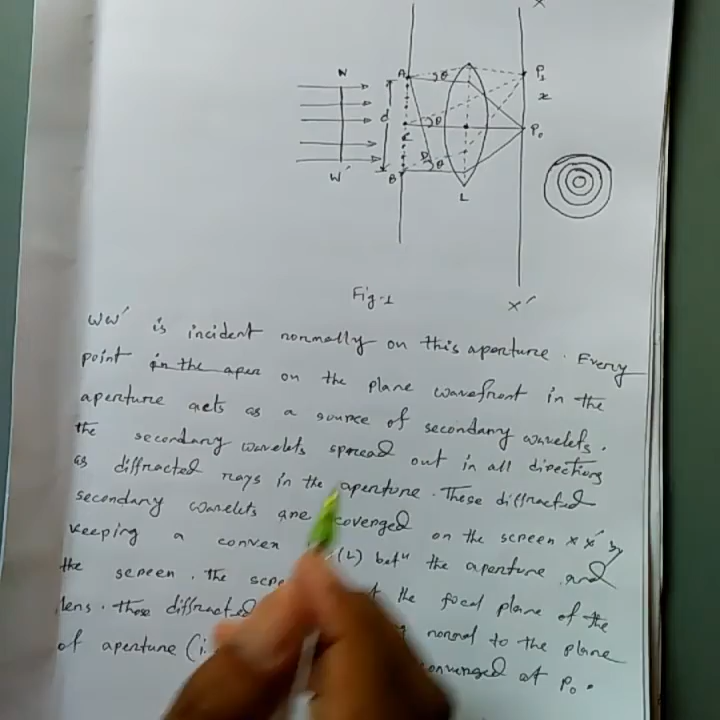 X
W
A
θ
P₁
x
d
C
θ
P₀
D
θ
B
W'
L
Fig-1
X'
WW' is incident normally on this aperture. Every
point in the aper on the plane wavefront in the
aperture acts as a source of secondary wavelets.
the secondary wavelets spread out in all directions
as diffracted rays in the aperture. These diffracted
secondary wavelets are coverged on the screen XX' by
keeping a convex (L) betⁿ the aperture and
the screen. The the focal plane of the
lens. These diffracted normal to the plane
of aperture converged at P₀.